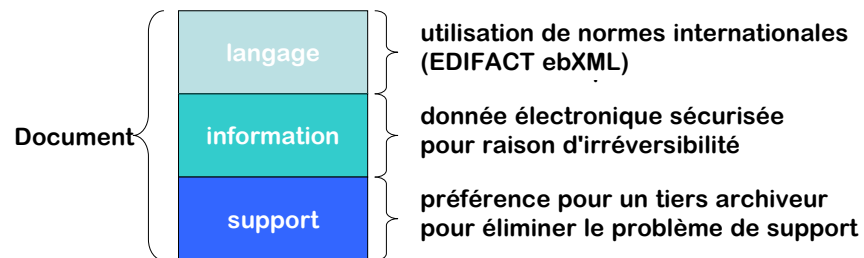 Document
langage
utilisation de normes internationales
(EDIFACT ebXML)
information
donnée électronique sécurisée
pour raison d'irréversibilité
support
préférence pour un tiers archiveur
pour éliminer le problème de support